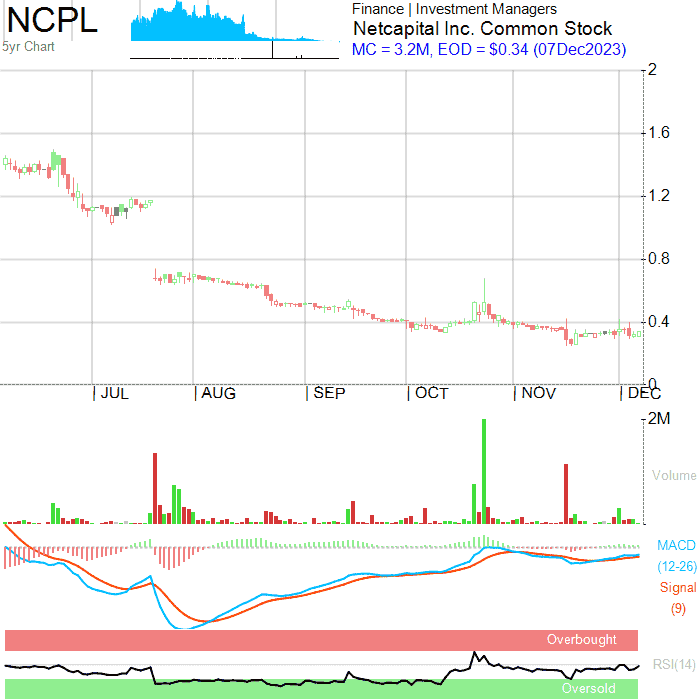 NCPL
5yr Chart
Finance | Investment Managers
Netcapital Inc. Common Stock
MC = 3.2M, EOD = $0.34 (07Dec2023)
2
1.6
1.2
0.8
0.4
0
| JUL | AUG | SEP | OCT | NOV | DEC
2M
Volume
MACD
(12-26)
Signal
(9)
Overbought
RSI(14)
Oversold